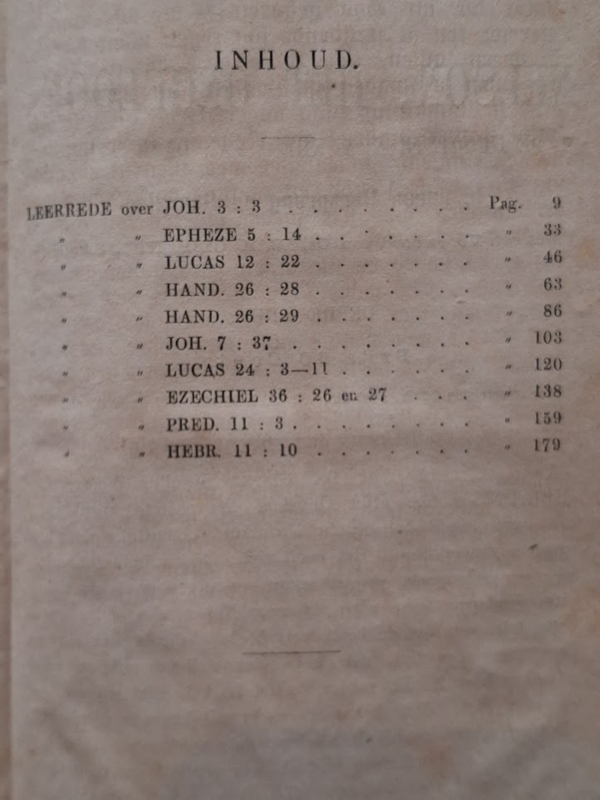 INHOUD.
LEERREDE over JOH. 3 : 3 . . . . . . . . Pag. 9
„ „ EPHEZE 5 : 14 . . . . . . . „ 33
„ „ LUCAS 12 : 22 . . . . . . . „ 46
„ „ HAND. 26 : 28 . . . . . . . „ 63
„ „ HAND. 26 : 29 . . . . . . . „ 86
„ „ JOH. 7 : 37 . . . . . . . . „ 103
„ „ LUCAS 24 : 3—11 . . . . . . „ 120
„ „ EZECHIEL 36 : 26 en 27 . . . „ 138
„ „ PRED. 11 : 3 . . . . . . . . „ 159
„ „ HEBR. 11 : 10 . . . . . . . „ 179